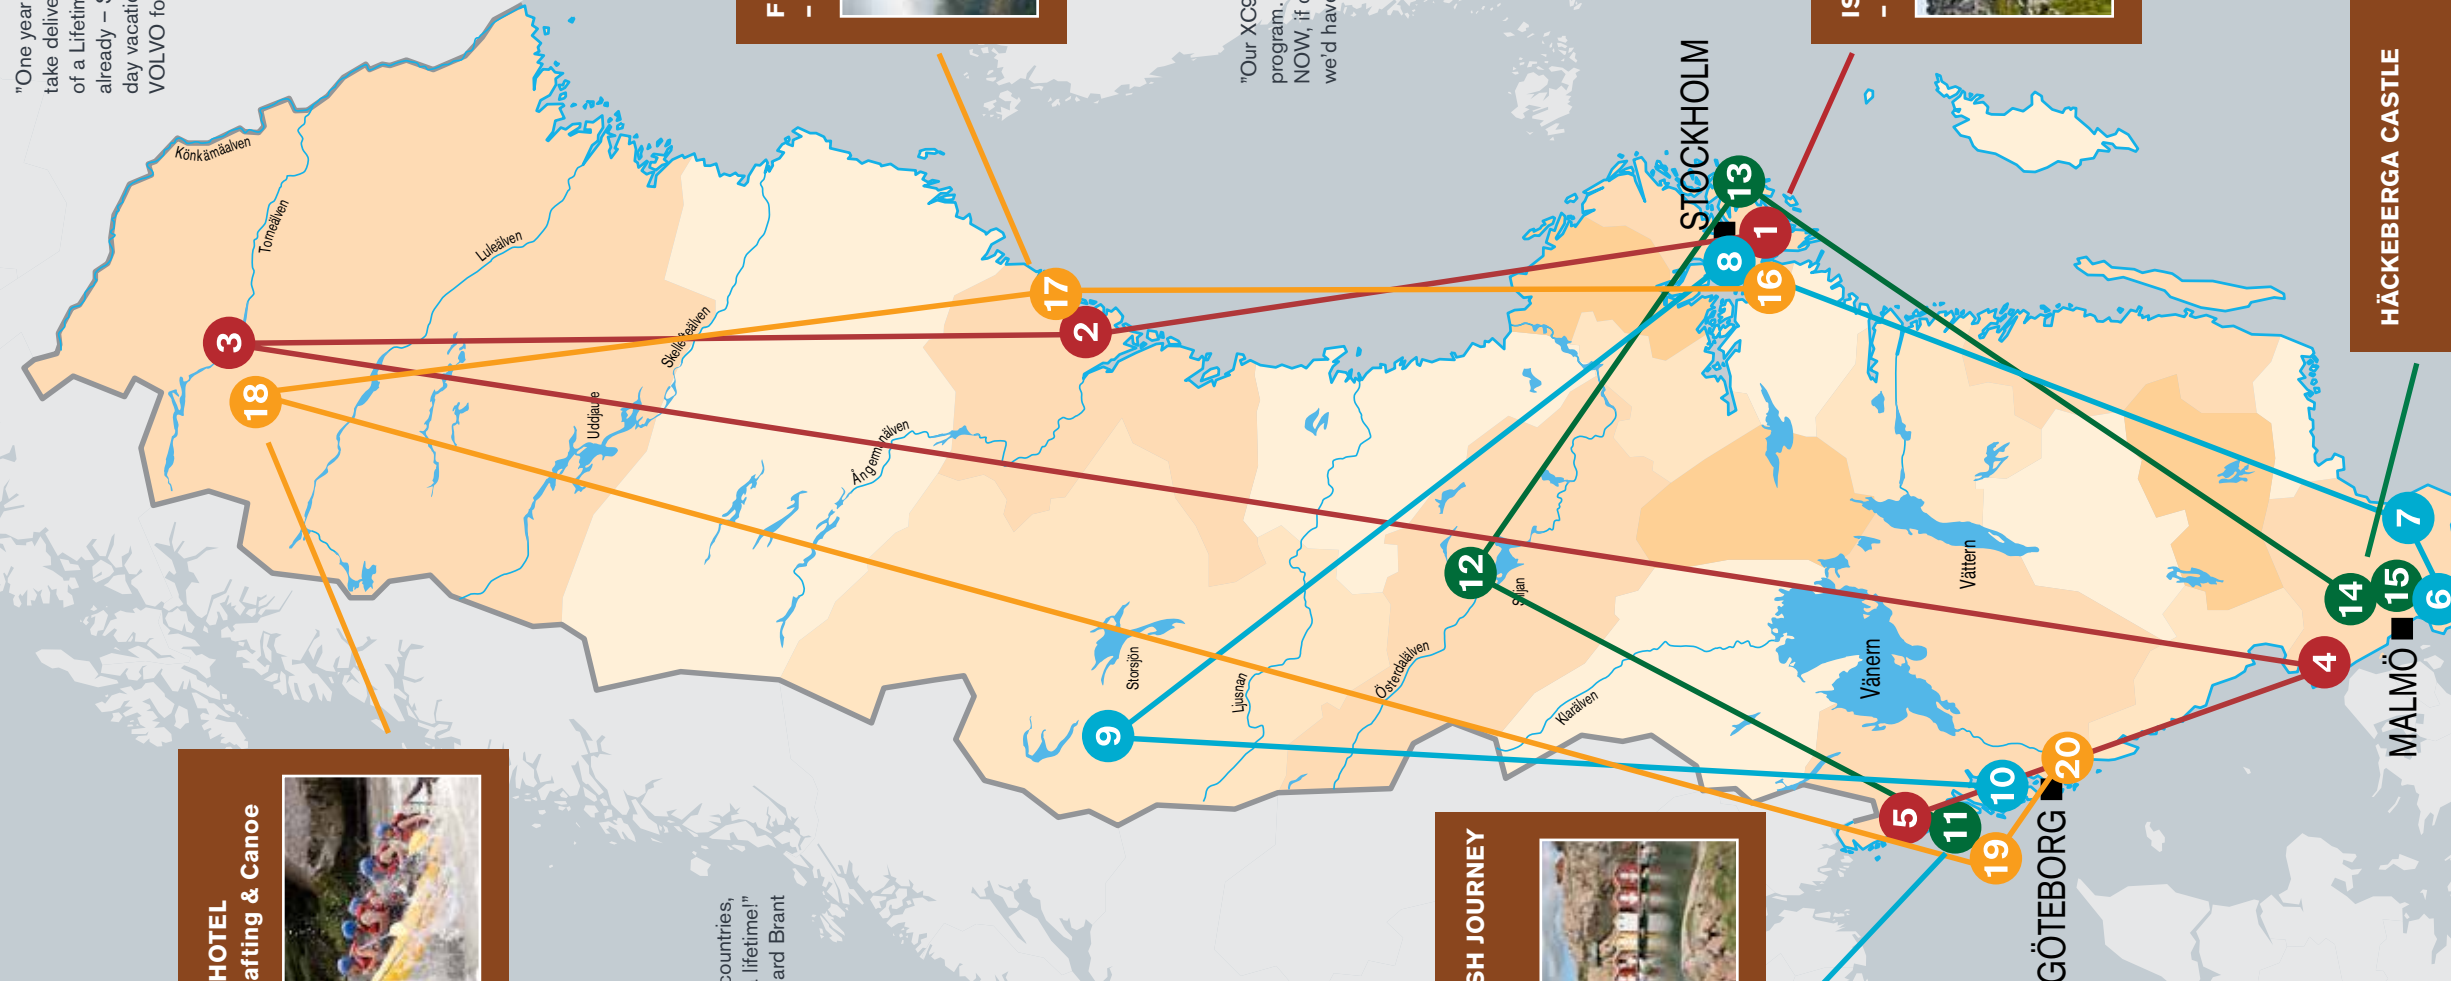 "One year
take delive
of a Lifetim
already – S
day vacatio
VOLVO fo
F
–
"Our XC9
program.
NOW, if c
we'd have
IS
–
HÄCKEBERGA CASTLE
HOTEL
afting & Canoe
countries,
lifetime!"
ard Brant
SH JOURNEY
STOCKHOLM
GÖTEBORG
MALMÖ
Könkämäälven
Torneälven
Luleälven
Skellefteälven
Uddjaure
Ångermanälven
Storsjön
Ljusnan
Österdalälven
Siljan
Klarälven
Vänern
Vättern
1
2
3
4
5
6
7
8
9
10
11
12
13
14
15
16
17
18
19
20